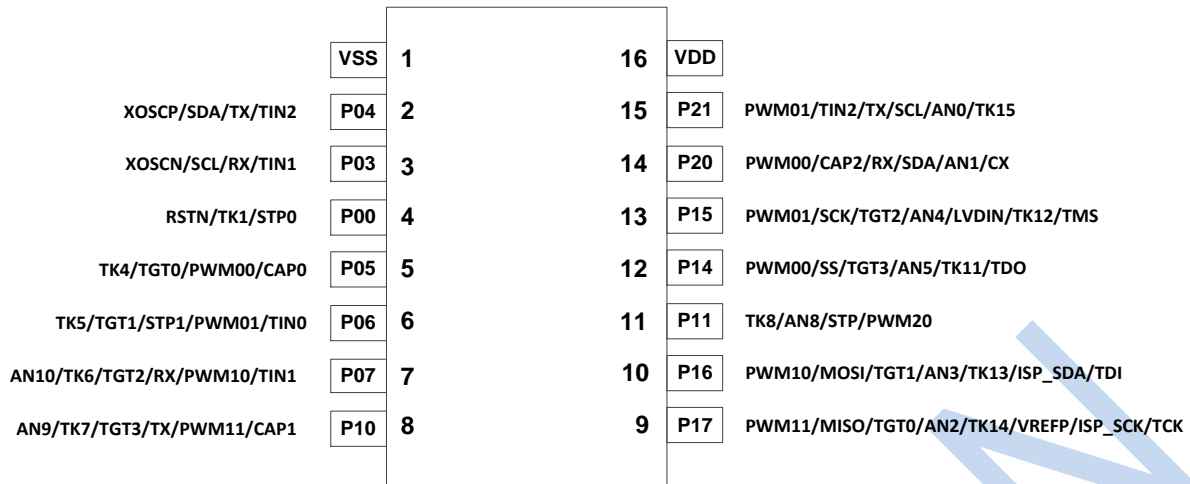 VSS 1 16 VDD
XOSCP/SDA/TX/TIN2 P04 2 15 P21 PWM01/TIN2/TX/SCL/AN0/TK15
XOSCN/SCL/RX/TIN1 P03 3 14 P20 PWM00/CAP2/RX/SDA/AN1/CX
RSTN/TK1/STP0 P00 4 13 P15 PWM01/SCK/TGT2/AN4/LVDIN/TK12/TMS
TK4/TGT0/PWM00/CAP0 P05 5 12 P14 PWM00/SS/TGT3/AN5/TK11/TDO
TK5/TGT1/STP1/PWM01/TIN0 P06 6 11 P11 TK8/AN8/STP/PWM20
AN10/TK6/TGT2/RX/PWM10/TIN1 P07 7 10 P16 PWM10/MOSI/TGT1/AN3/TK13/ISP_SDA/TDI
AN9/TK7/TGT3/TX/PWM11/CAP1 P10 8 9 P17 PWM11/MISO/TGT0/AN2/TK14/VREFP/ISP_SCK/TCK